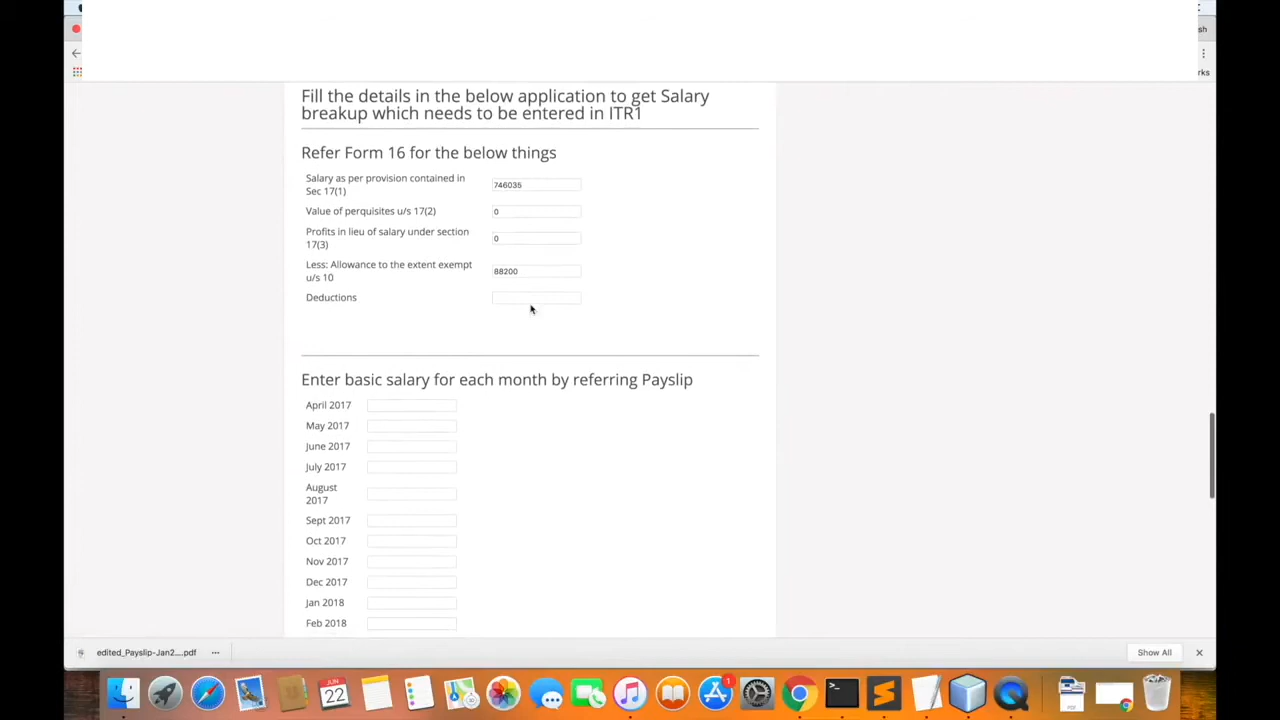 sh
rks
Fill the details in the below application to get Salary
breakup which needs to be entered in ITR1
Refer Form 16 for the below things
Salary as per provision contained in
Sec 17(1)
746035
Value of perquisites u/s 17(2)
0
Profits in lieu of salary under section
17(3)
0
Less: Allowance to the extent exempt
u/s 10
88200
Deductions
Enter basic salary for each month by referring Payslip
April 2017
May 2017
June 2017
July 2017
August
2017
Sept 2017
Oct 2017
Nov 2017
Dec 2017
Jan 2018
Feb 2018
edited_Payslip-Jan2....pdf
Show All
JUN
22
1